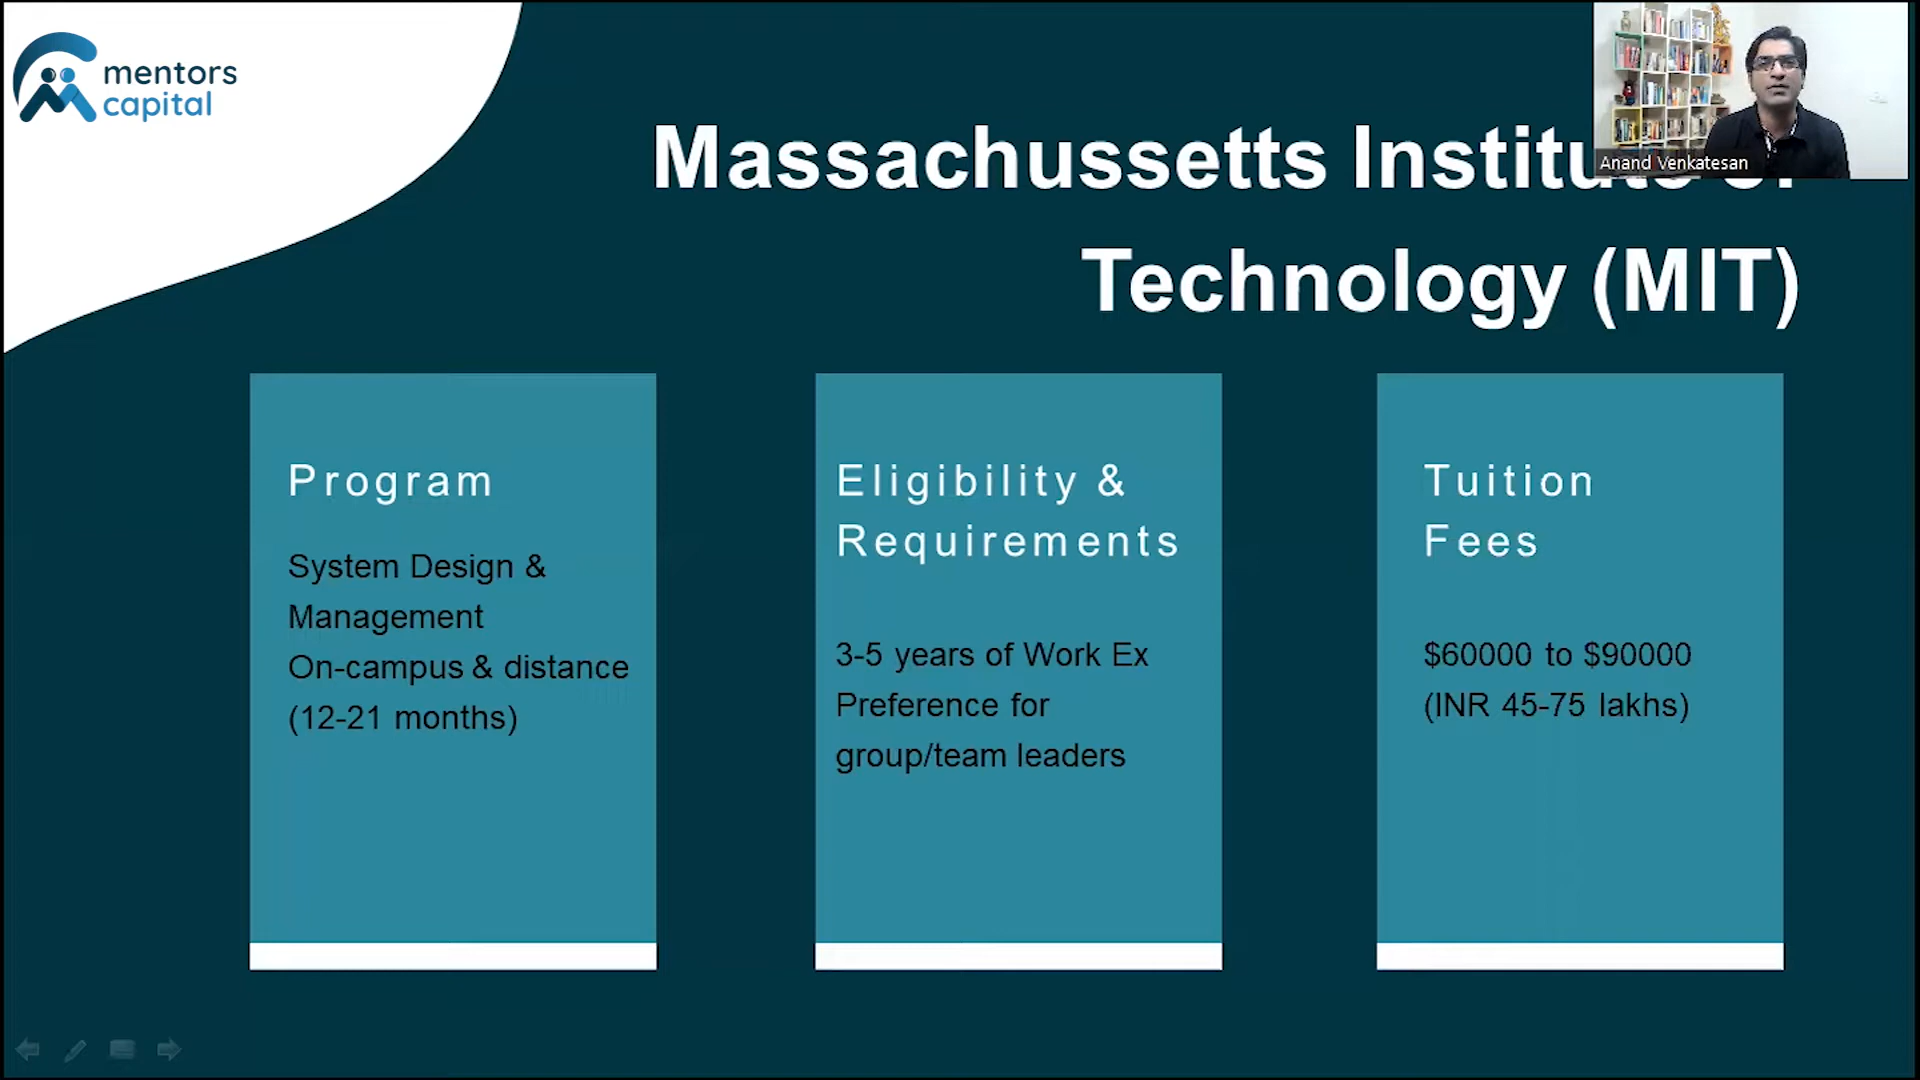 mentors
capital
Massachussetts Institute of
Technology (MIT)
Anand Venkatesan
Program
System Design &
Management
On-campus & distance
(12-21 months)
Eligibility &
Requirements
3-5 years of Work Ex
Preference for
group/team leaders
Tuition
Fees
$60000 to $90000
(INR 45-75 lakhs)